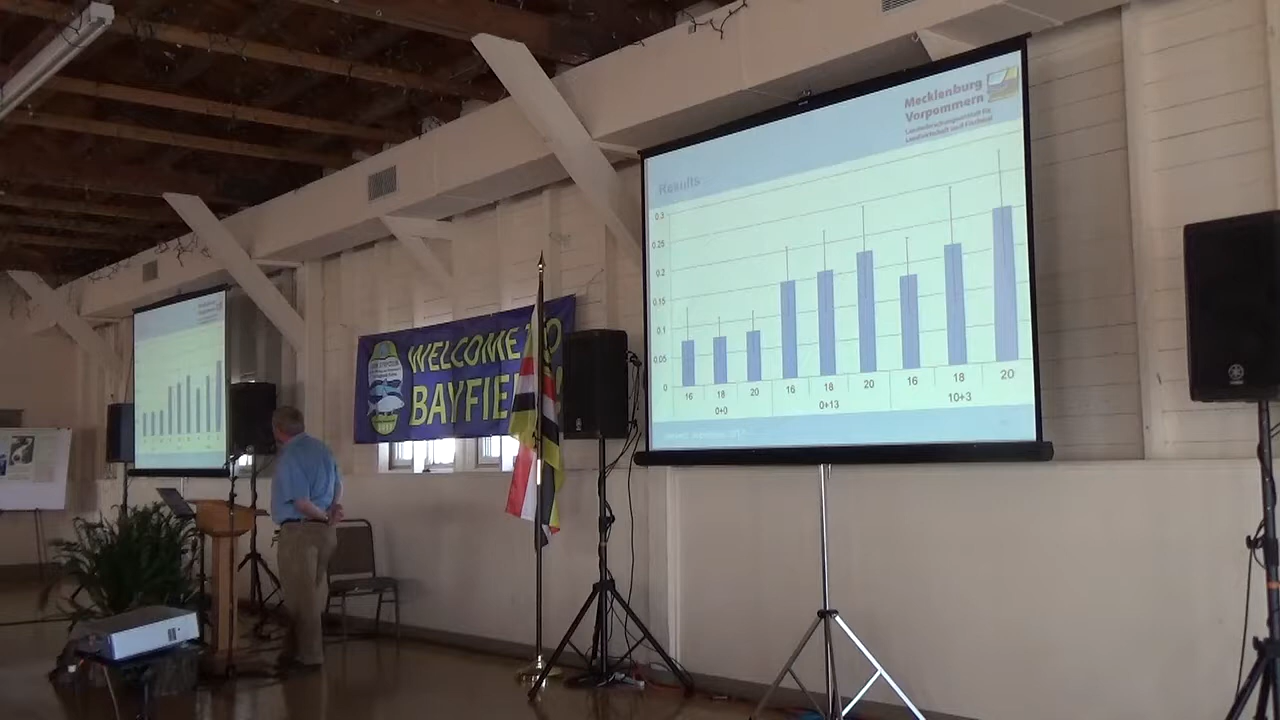 WELCOME TO
BAYFIE
2017
Mecklenburg
Vorpommern
Landesforschungsanstalt für
Landwirtschaft und Fischerei
Results
0.3
0.25
0.2
0.15
0.1
0.05
0
16 18 20 16 18 20 16 18 20
0+0 0+13 10+3